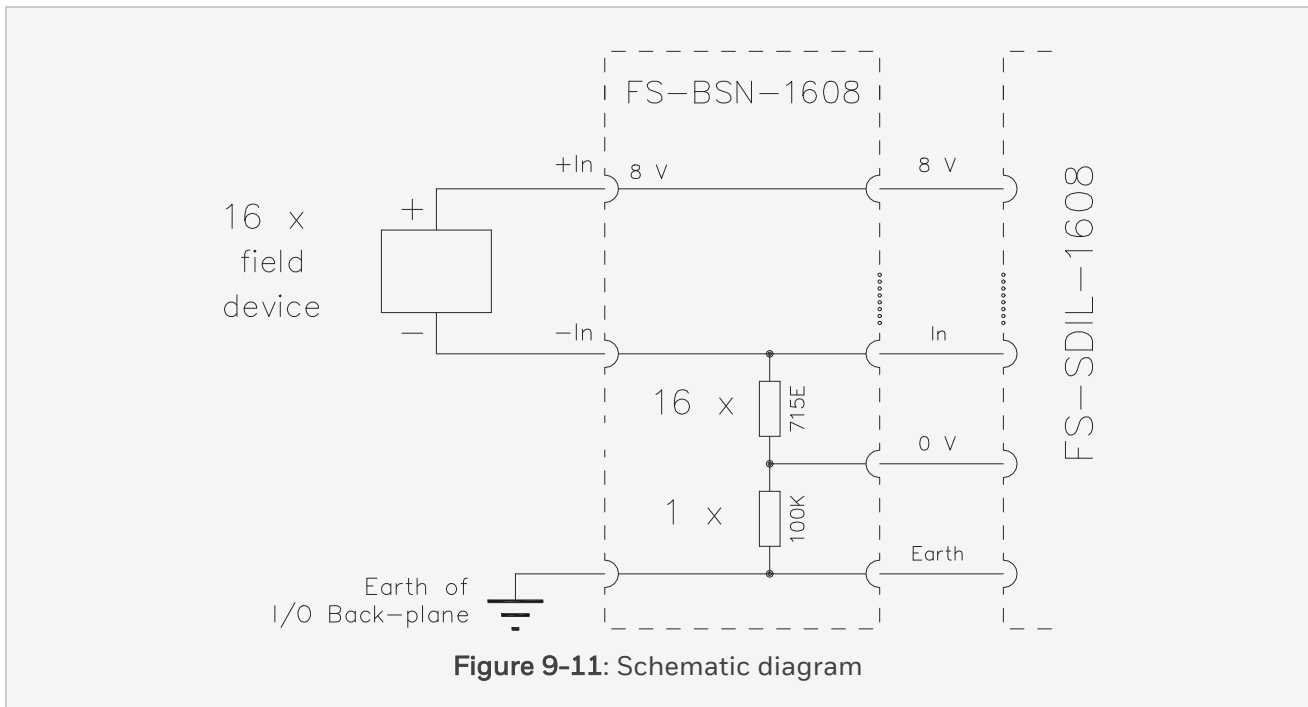 FS-BSN-1608
+In
8 V
8 V
16 x
field
device
+
−
−In
In
16 x
715E
0 V
1 x
100K
Earth
Earth of
I/O Back-plane
FS-SDIL-1608
Figure 9-11: Schematic diagram